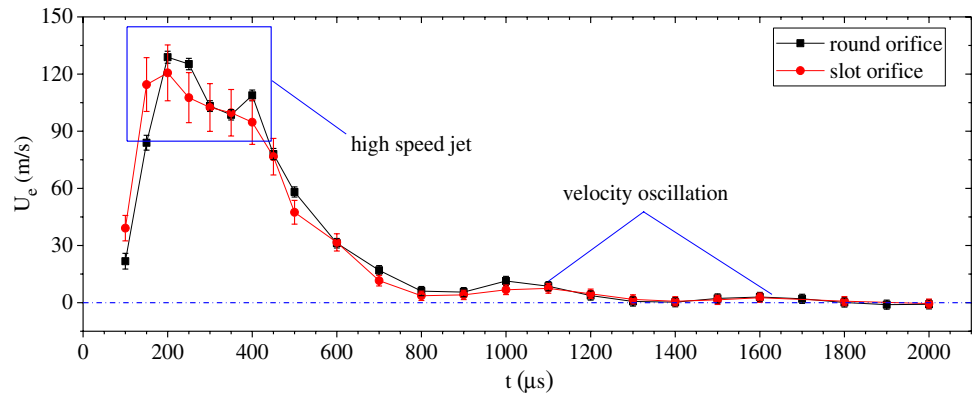 150
120
90
60
30
0
U_e (m/s)
round orifice
slot orifice
high speed jet
velocity oscillation
0 200 400 600 800 1000 1200 1400 1600 1800 2000
t (μs)